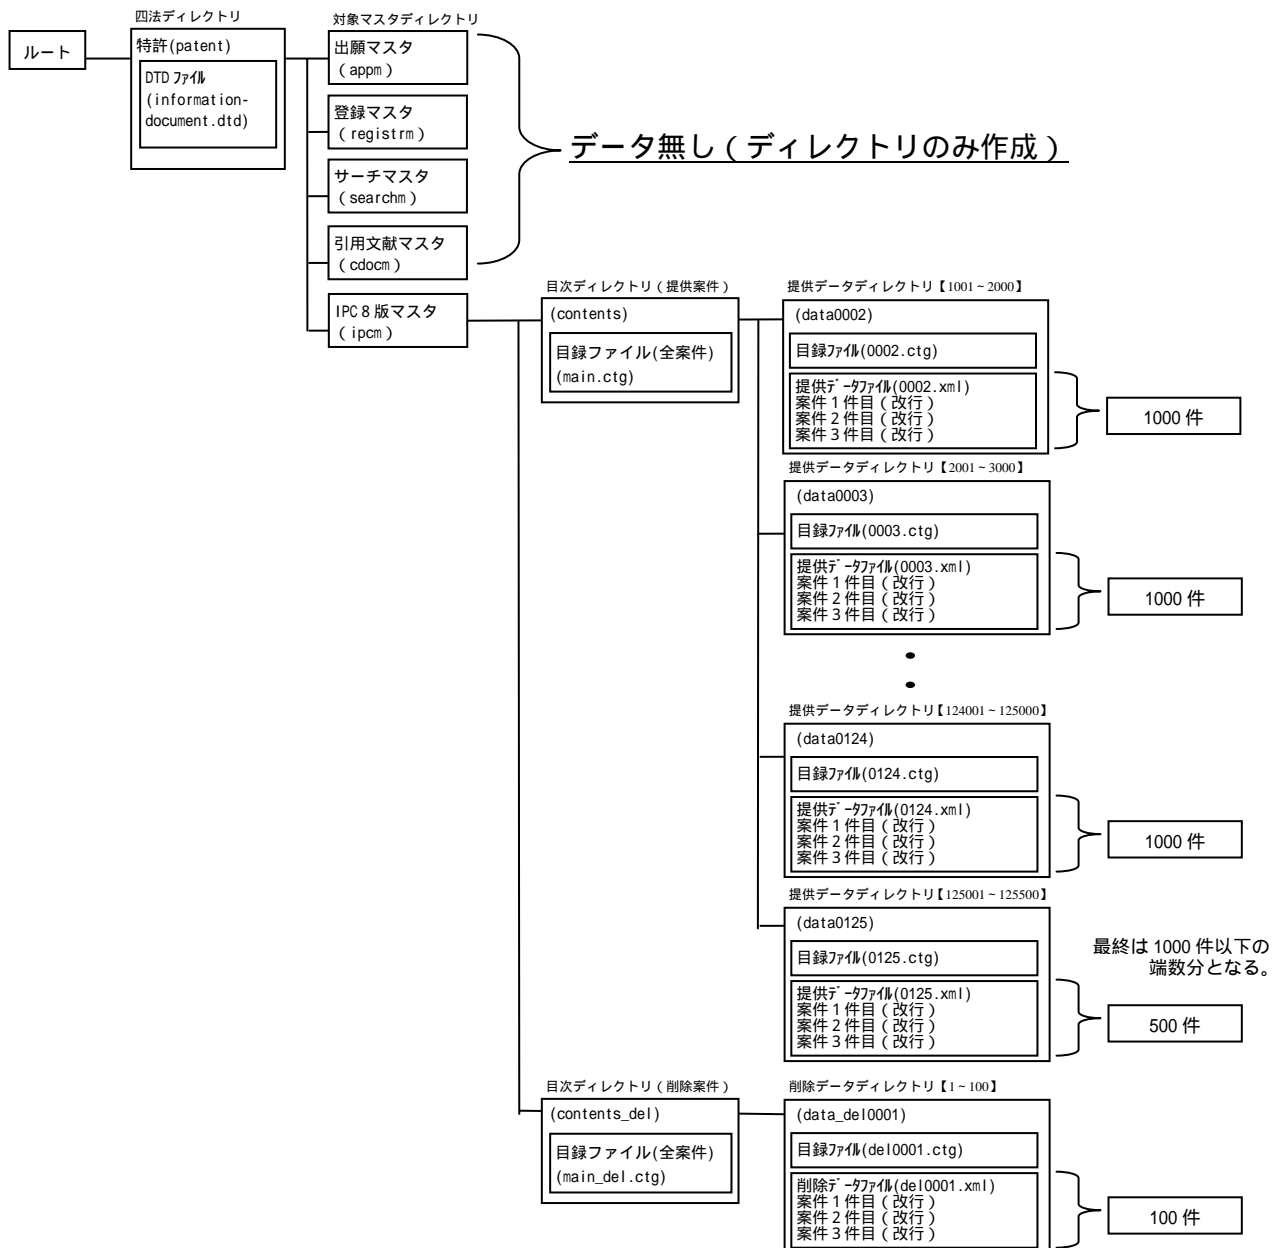 四法ディレクトリ
対象マスタディレクトリ
ルート
特許(patent)
DTD ファイル
(information-
document.dtd)
出願マスタ
(appm)
登録マスタ
(registrm)
サーチマスタ
(searchm)
引用文献マスタ
(cdocm)
IPC8版マスタ
(ipcm)
データ無し(ディレクトリのみ作成)
目次ディレクトリ(提供案件)
(contents)
目録ファイル(全案件)
(main.ctg)
提供データディレクトリ【1001~2000】
(data0002)
目録ファイル(0002.ctg)
提供データファイル(0002.xml)
案件1件目(改行)
案件2件目(改行)
案件3件目(改行)
1000 件
提供データディレクトリ【2001~3000】
(data0003)
目録ファイル(0003.ctg)
提供データファイル(0003.xml)
案件1件目(改行)
案件2件目(改行)
案件3件目(改行)
1000 件
提供データディレクトリ【124001~125000】
(data0124)
目録ファイル(0124.ctg)
提供データファイル(0124.xml)
案件1件目(改行)
案件2件目(改行)
案件3件目(改行)
1000 件
提供データディレクトリ【125001~125500】
(data0125)
目録ファイル(0125.ctg)
提供データファイル(0125.xml)
案件1件目(改行)
案件2件目(改行)
案件3件目(改行)
最終は 1000 件以下の
端数分となる。
500 件
目次ディレクトリ(削除案件)
(contents_del)
目録ファイル(全案件)
(main_del.ctg)
削除データディレクトリ【1~100】
(data_del0001)
目録ファイル(del0001.ctg)
削除データファイル(del0001.xml)
案件1件目(改行)
案件2件目(改行)
案件3件目(改行)
100 件